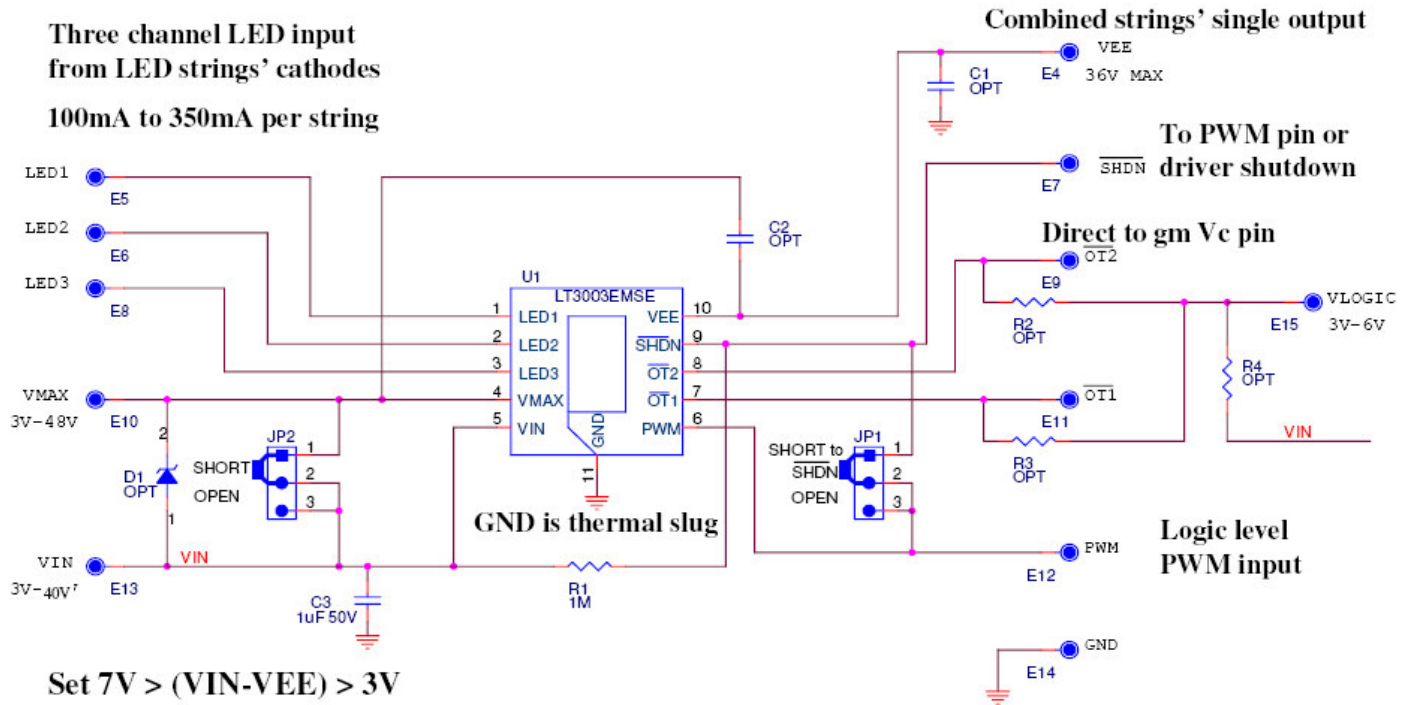 Three channel LED input
from LED strings' cathodes
100mA to 350mA per string
Combined strings' single output
VEE
E4
36V MAX
C1
OPT
To PWM pin or
driver shutdown
SHDN
E7
LED1
E5
LED2
E6
LED3
E8
C2
OPT
Direct to gm Vc pin
OT2
E9
R2
OPT
VLOGIC
E15
3V-6V
R4
OPT
VIN
OT1
E11
R3
OPT
U1
LT3003EMSE
1
LED1
VEE
10
2
LED2
SHDN
9
3
LED3
OT2
8
4
VMAX
OT1
7
5
VIN
PWM
6
GND
11
VMAX
3V-48V
E10
2
D1
OPT
1
JP2
SHORT
OPEN
1
2
3
JP1
SHORT to
SHDN
OPEN
1
2
3
GND is thermal slug
VIN
3V-40V
E13
VIN
C3
1uF 50V
R1
1M
PWM
E12
Logic level
PWM input
GND
E14
Set 7V > (VIN-VEE) > 3V